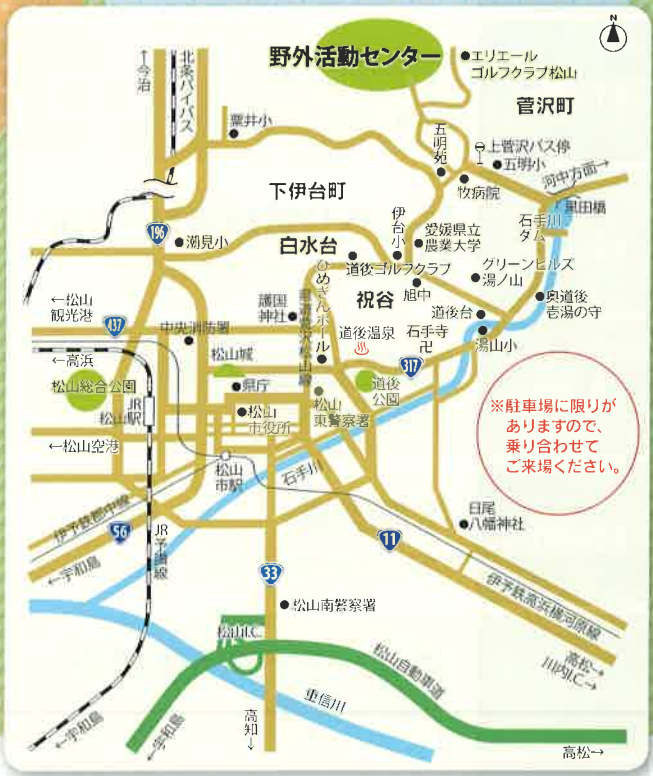 N
野外活動センター
エリエール
ゴルフクラブ松山
菅沢町
←今治
北条バイパス
粟井小
五明苑
上菅沢バス停
五明小
牧病院
河中方面→
黒田橋
石手川
ダム
下伊台町
196
潮見小
白水台
伊台小
愛媛県立
農業大学
道後ゴルフクラブ
グリーンヒルズ
湯ノ山
旭中
祝谷
奥道後
壱湯の守
←松山
観光港
437
護国
神社
ひめぎんホール
道後温泉
石手寺
卍
道後台
湯山小
中央消防署
←高浜
松山城
317
松山総合公園
JR
松山駅
県庁
道後
公園
松山
市役所
松山
東警察署
※駐車場に限りが
ありますので、
乗り合わせて
ご来場ください。
←松山空港
松山
市駅
石手川
伊予鉄郡中線
56
←宇和島
JR予讃線
日尾
八幡神社
11
33
伊予鉄高浜横河原線
松山南警察署
松山I.C.
松山自動車道
高松→
川内I.C.→
重信川
高知↓
←宇和島
←宇和島
高松→